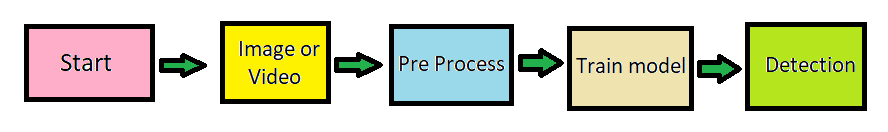 Start
Image or
Video
Pre Process
Train model
Detection